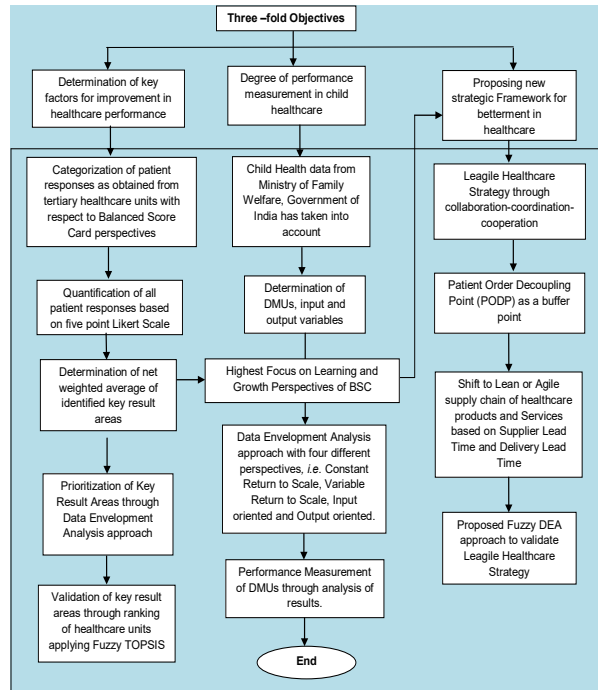 Three –fold Objectives
Determination of key
factors for improvement in
healthcare performance
Categorization of patient
responses as obtained from
tertiary healthcare units with
respect to Balanced Score
Card perspectives
Quantification of all
patient responses based
on five point Likert Scale
Determination of net
weighted average of
identified key result
areas
Prioritization of Key
Result Areas through
Data Envelopment
Analysis approach
Validation of key result
areas through ranking
of healthcare units
applying Fuzzy TOPSIS
Degree of performance
measurement in child
healthcare
Child Health data from
Ministry of Family
Welfare, Government of
India has taken into
account
Determination of
DMUs, input and
output variables
Highest Focus on Learning and
Growth Perspectives of BSC
Data Envelopment Analysis
approach with four different
perspectives, i.e. Constant
Return to Scale, Variable
Return to Scale, Input
oriented and Output oriented.
Performance Measurement
of DMUs through analysis of
results.
End
Proposing new
strategic Framework for
betterment in
healthcare
Leagile Healthcare
Strategy through
collaboration-coordination-
cooperation
Patient Order Decoupling
Point (PODP) as a buffer
point
Shift to Lean or Agile
supply chain of healthcare
products and Services
based on Supplier Lead
Time and Delivery Lead
Time
Proposed Fuzzy DEA
approach to validate
Leagile Healthcare
Strategy